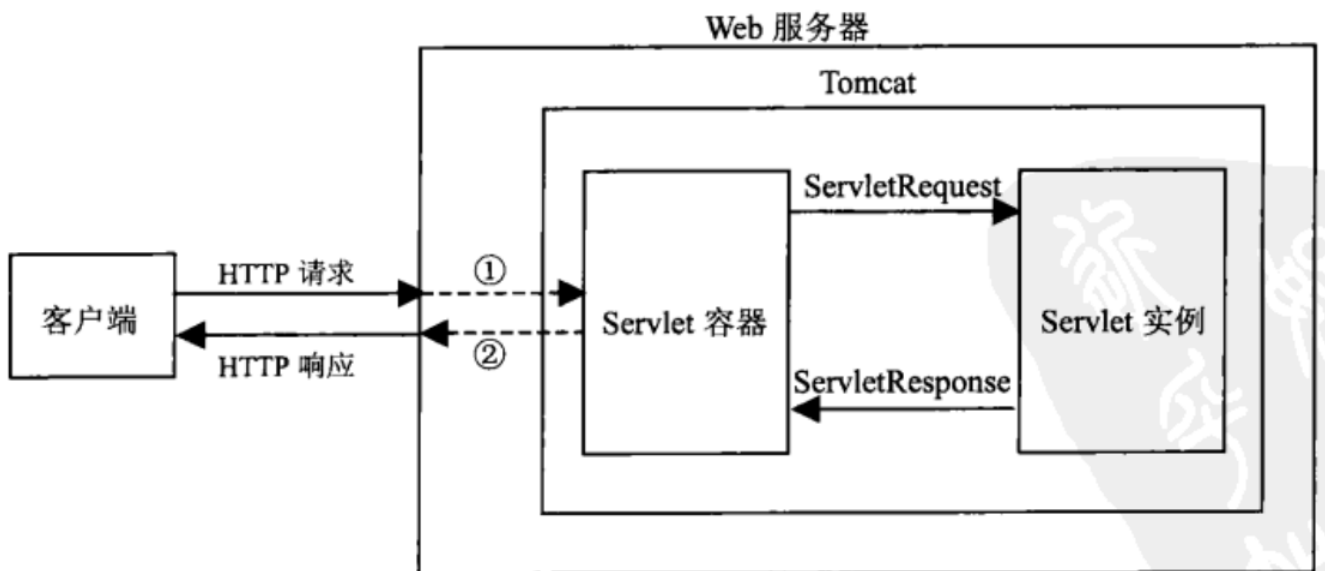 Web 服务器
Tomcat
ServletRequest
HTTP 请求
①
客户端
Servlet 容器
Servlet 实例
②
HTTP 响应
ServletResponse